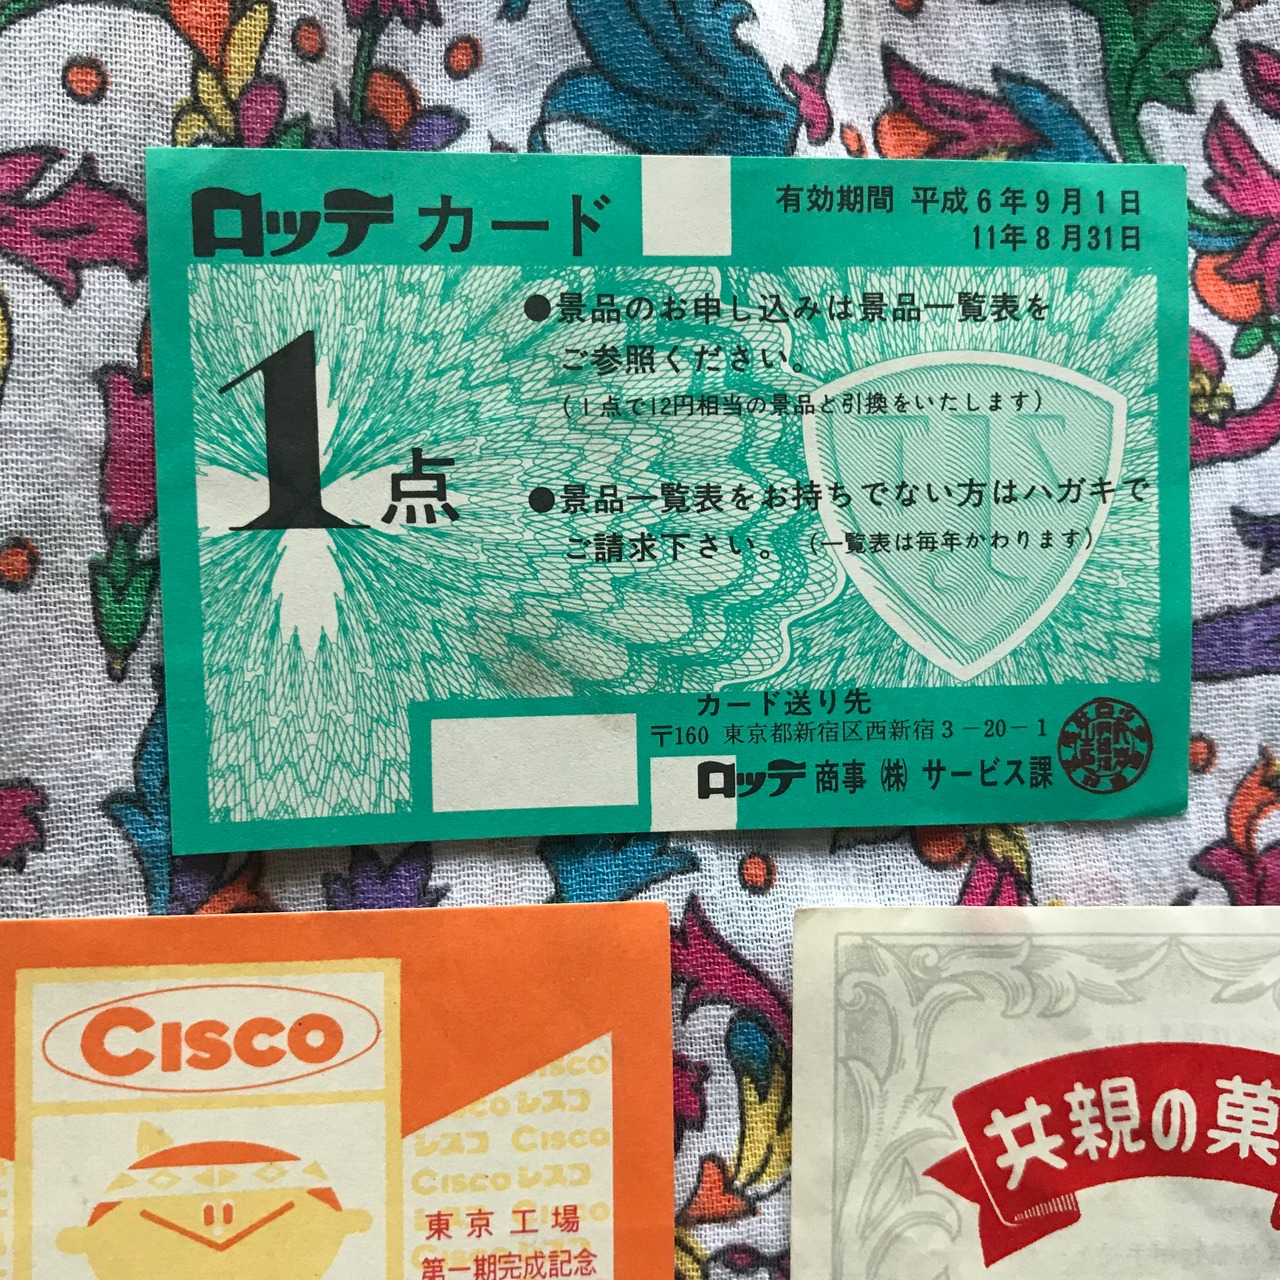 ロッテ カード
有効期間 平成6年9月1日
11年8月31日
1点
●景品のお申し込みは景品一覧表を
ご参照ください。
(1点で12円相当の景品と引換をいたします)
●景品一覧表をお持ちでない方はハガキで
ご請求下さい。(一覧表は毎年かわります)
カード送り先
〒160 東京都新宿区西新宿3-20-1
ロッテ商事㈱ サービス課
CISCO
CISCO
レスコ
レスコ CISCO
CISCO レスコ
東京工場
第一期完成記念
共親の菓